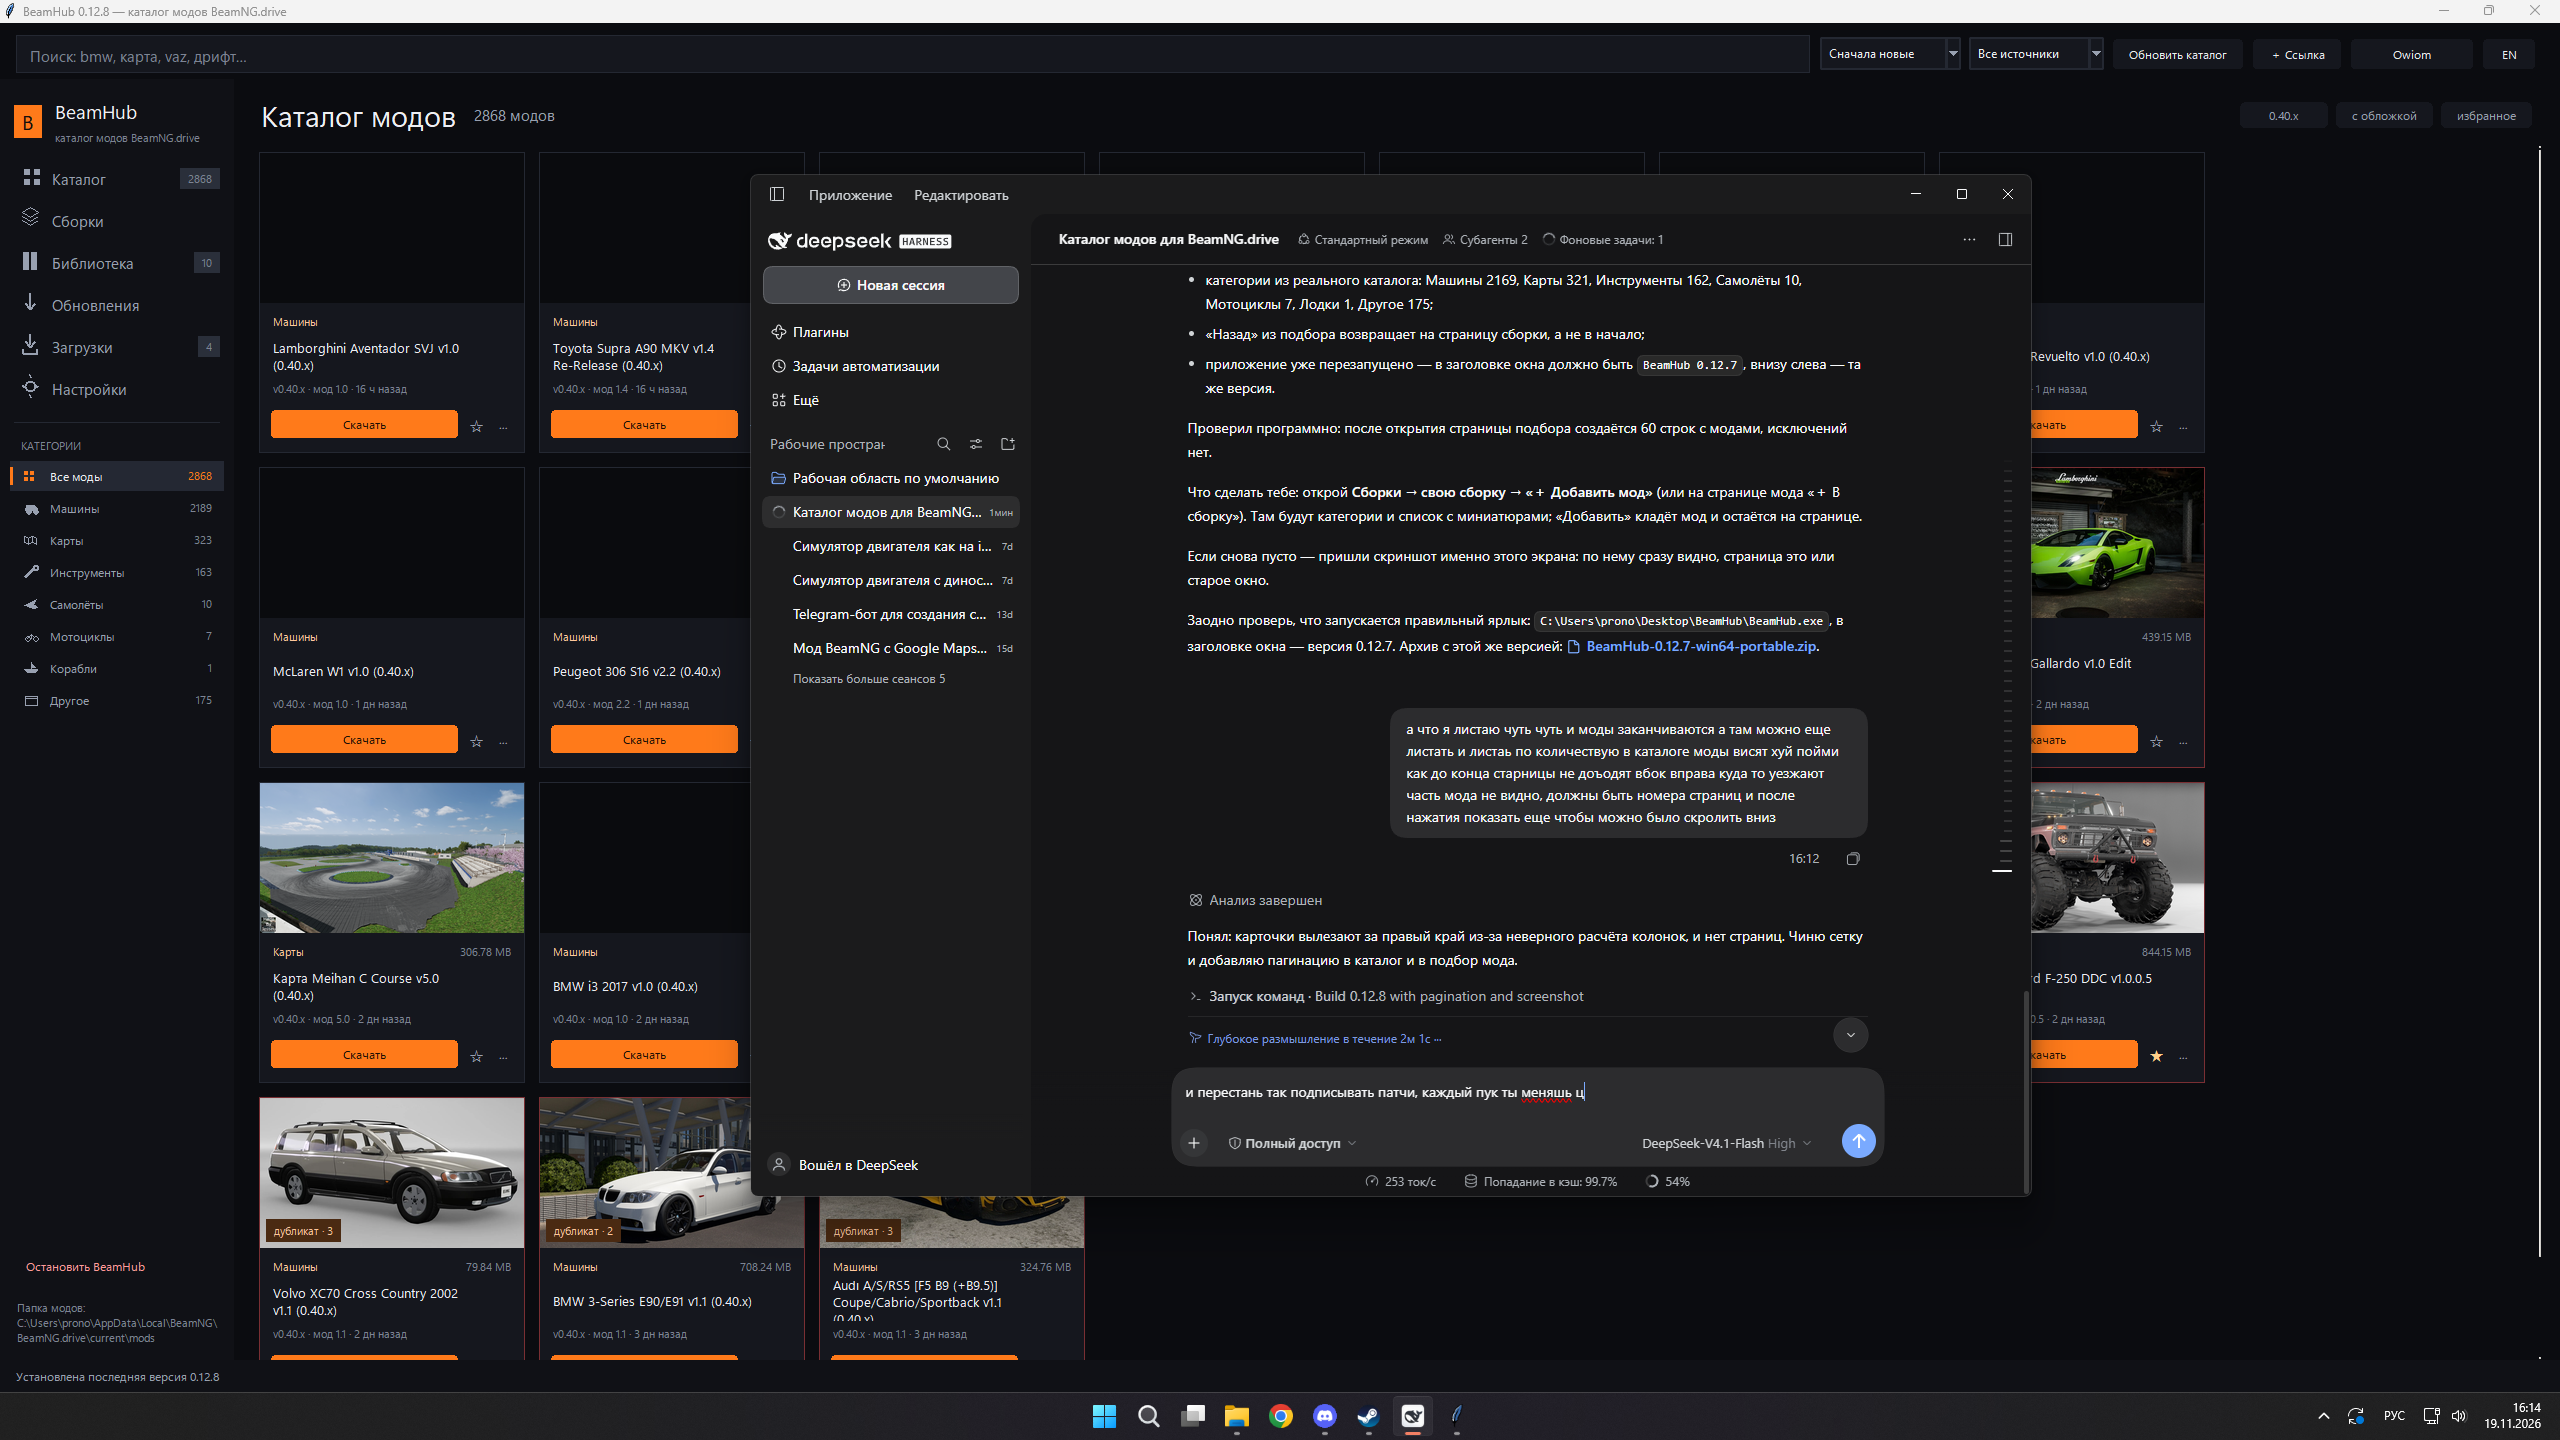 BeamHub 0.12.8 — каталог модов BeamNG.drive
Поиск: bmw, карта, vaz, дрифт...
Сначала новые
Все источники
Обновить каталог
+ Ссылка
Owiom
EN
B
BeamHub
каталог модов BeamNG.drive
Каталог 2868
Сборки
Библиотека 10
Обновления
Загрузки 4
Настройки
КАТЕГОРИИ
Все моды 2868
Машины 2189
Карты 323
Инструменты 163
Самолёты 10
Мотоциклы 7
Корабли 1
Другое 175
Остановить BeamHub
Папка модов:
C:\Users\prono\AppData\Local\BeamNG\
BeamNG.drive\current\mods
Установлена последняя версия 0.12.8
Каталог модов 2868 модов
0.40.x
с обложкой
избранное
Машины
Lamborghini Aventador SVJ v1.0
(0.40.x)
v0.40.x · мод 1.0 · 16 ч назад
Скачать
...
Машины
Toyota Supra A90 MKV v1.4
Re-Release (0.40.x)
v0.40.x · мод 1.4 · 16 ч назад
Скачать
Revuelto v1.0 (0.40.x)
· 1 дн назад
качать
...
Машины
McLaren W1 v1.0 (0.40.x)
v0.40.x · мод 1.0 · 1 дн назад
Скачать
...
Машины
Peugeot 306 S16 v2.2 (0.40.x)
v0.40.x · мод 2.2 · 1 дн назад
Скачать
Lamborghini
439.15 MB
Gallardo v1.0 Edit
· 2 дн назад
качать
...
Карты 306.78 MB
Карта Meihan C Course v5.0
(0.40.x)
v0.40.x · мод 5.0 · 2 дн назад
Скачать
...
Машины
BMW i3 2017 v1.0 (0.40.x)
v0.40.x · мод 1.0 · 2 дн назад
Скачать
844.15 MB
rd F-250 DDC v1.0.0.5
0.5 · 2 дн назад
качать
...
дубликат · 3
Машины 79.84 MB
Volvo XC70 Cross Country 2002
v1.1 (0.40.x)
v0.40.x · мод 1.1 · 2 дн назад
дубликат · 2
Машины 708.24 MB
BMW 3-Series E90/E91 v1.1 (0.40.x)
v0.40.x · мод 1.1 · 3 дн назад
дубликат · 3
Машины 324.76 MB
Audi A/S/RS5 [F5 B9 (+B9.5)]
Coupe/Cabrio/Sportback v1.1
(0.40.x)
v0.40.x · мод 1.1 · 3 дн назад
Приложение Редактировать
deepseek HARNESS
Новая сессия
Плагины
Задачи автоматизации
Ещё
Рабочие простран
Рабочая область по умолчанию
Каталог модов для BeamNG... 1мин
Симулятор двигателя как на i... 7d
Симулятор двигателя с динос... 7d
Telegram-бот для создания с... 13d
Мод BeamNG с Google Maps... 15d
Показать больше сеансов 5
Вошёл в DeepSeek
Каталог модов для BeamNG.drive Стандартный режим Субагенты 2 Фоновые задачи: 1
...
• категории из реального каталога: Машины 2169, Карты 321, Инструменты 162, Самолёты 10,
Мотоциклы 7, Лодки 1, Другое 175;
• «Назад» из подбора возвращает на страницу сборки, а не в начало;
• приложение уже перезапущено — в заголовке окна должно быть BeamHub 0.12.7, внизу слева — та
же версия.
Проверил программно: после открытия страницы подбора создаётся 60 строк с модами, исключений
нет.
Что сделать тебе: открой Сборки → свою сборку → «+ Добавить мод» (или на странице мода «+ В
сборку»). Там будут категории и список с миниатюрами; «Добавить» кладёт мод и остаётся на странице.
Если снова пусто — пришли скриншот именно этого экрана: по нему сразу видно, страница это или
старое окно.
Заодно проверь, что запускается правильный ярлык: C:\Users\prono\Desktop\BeamHub\BeamHub.exe, в
заголовке окна — версия 0.12.7. Архив с этой же версией: BeamHub-0.12.7-win64-portable.zip.
а что я листаю чуть чуть и моды заканчиваются а там можно еще
листать и листаь по количествую в каталоге моды висят хуй пойми
как до конца старницы не доъодят вбок вправа куда то уезжают
часть мода не видно, должны быть номера страниц и после
нажатия показать еще чтобы можно было скролить вниз
16:12
Анализ завершен
Понял: карточки вылезают за правый край из-за неверного расчёта колонок, и нет страниц. Чиню сетку
и добавляю пагинацию в каталог и в подбор мода.
Запуск команд · Build 0.12.8 with pagination and screenshot
Глубокое размышление в течение 2м 1с ...
и перестань так подписывать патчи, каждый пук ты меняшь ц
Полный доступ
DeepSeek-V4.1-Flash High
253 ток/с Попадание в кэш: 99.7% 54%
РУС
16:14
19.11.2026